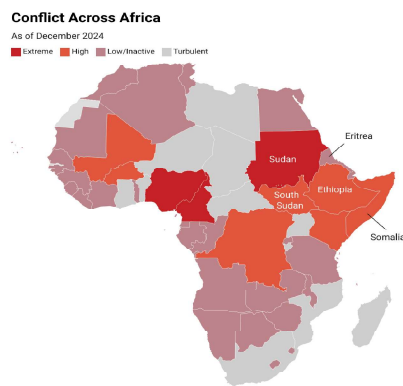 Conflict Across Africa
As of December 2024
Extreme High Low/Inactive Turbulent
Eritrea
Sudan
Ethiopia
South
Sudan
Somalia